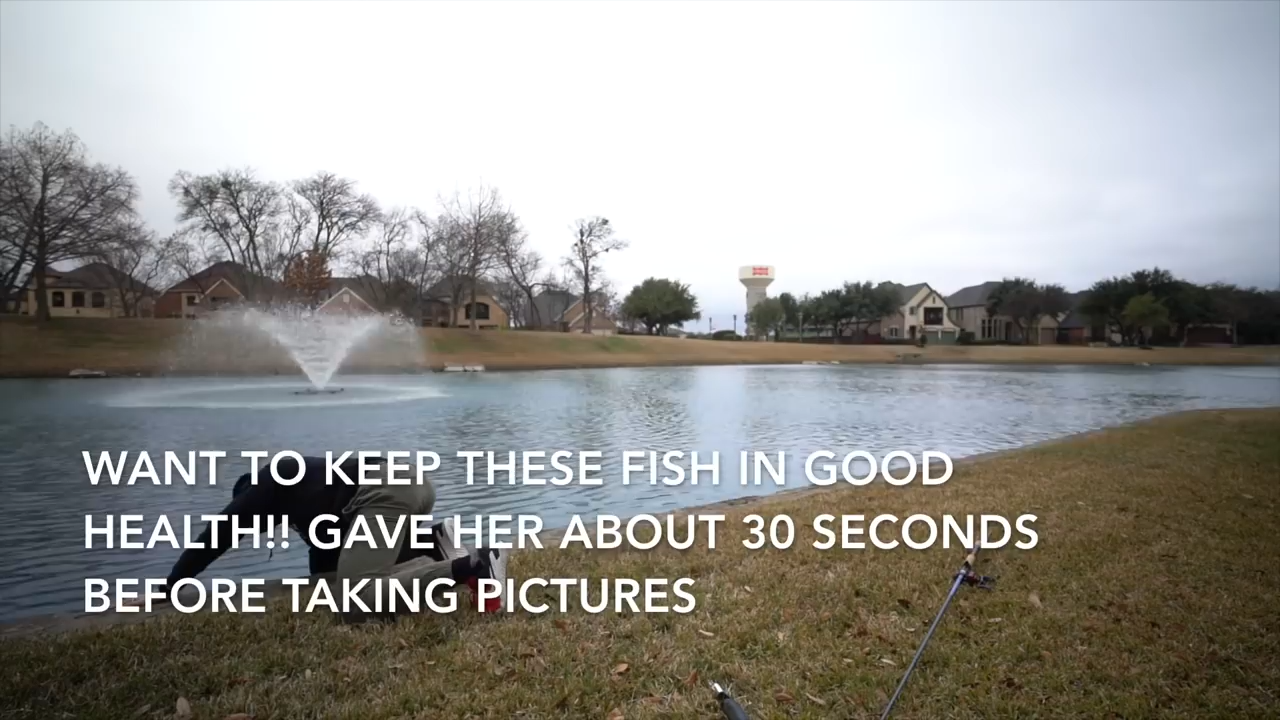 WANT TO KEEP THESE FISH IN GOOD
HEALTH!! GAVE HER ABOUT 30 SECONDS
BEFORE TAKING PICTURES